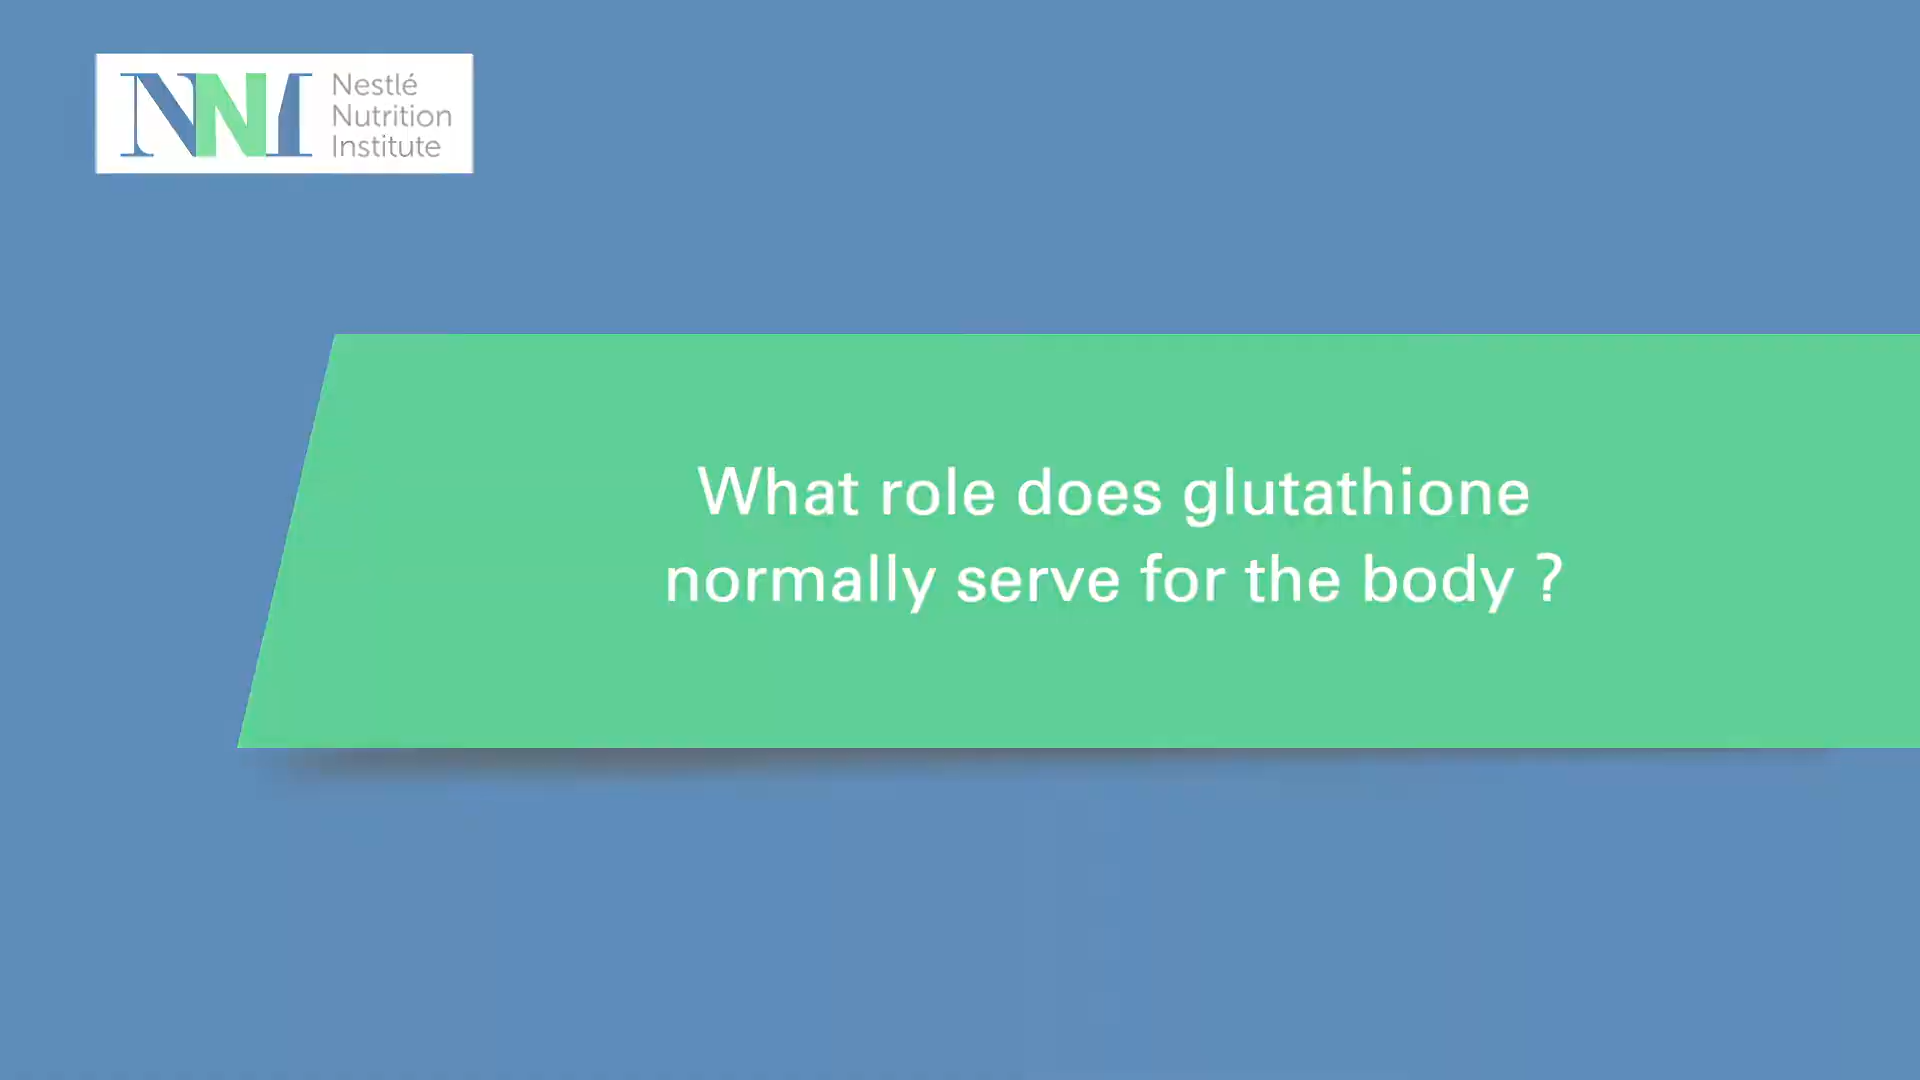 NNI
Nestlé
Nutrition
Institute
What role does glutathione
normally serve for the body ?